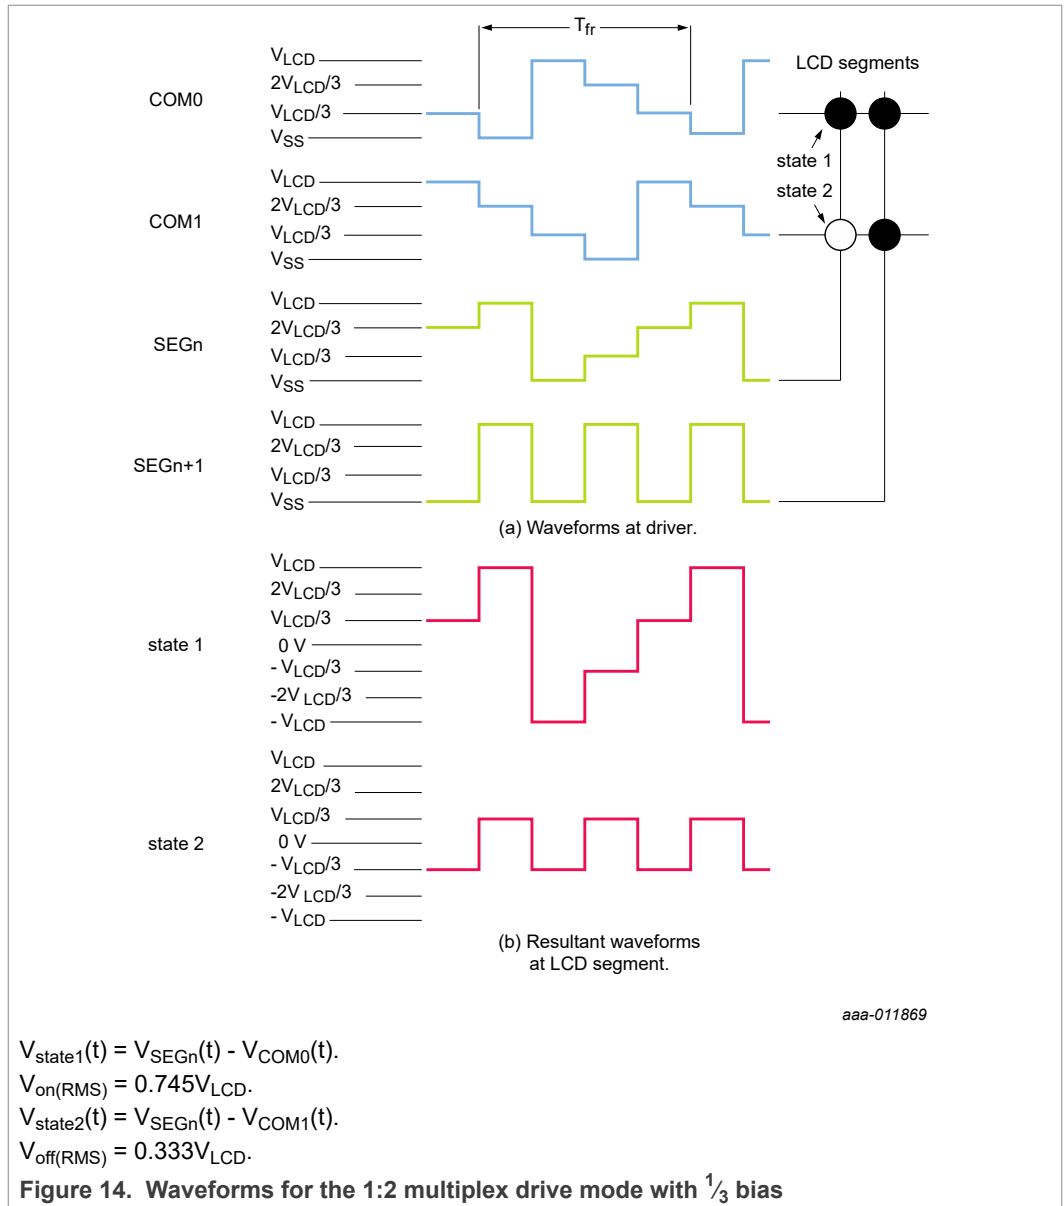 T_fr
V_LCD
2V_LCD/3
V_LCD/3
V_SS
COM0
LCD segments
state 1
state 2
V_LCD
2V_LCD/3
V_LCD/3
V_SS
COM1
V_LCD
2V_LCD/3
V_LCD/3
V_SS
SEGn
V_LCD
2V_LCD/3
V_LCD/3
V_SS
SEGn+1
(a) Waveforms at driver.
V_LCD
2V_LCD/3
V_LCD/3
0 V
- V_LCD/3
-2V_LCD/3
- V_LCD
state 1
V_LCD
2V_LCD/3
V_LCD/3
0 V
- V_LCD/3
-2V_LCD/3
- V_LCD
state 2
(b) Resultant waveforms
at LCD segment.
aaa-011869
V_state1(t) = V_SEGn(t) - V_COM0(t).
V_on(RMS) = 0.745V_LCD.
V_state2(t) = V_SEGn(t) - V_COM1(t).
V_off(RMS) = 0.333V_LCD.
Figure 14. Waveforms for the 1:2 multiplex drive mode with 1/3 bias